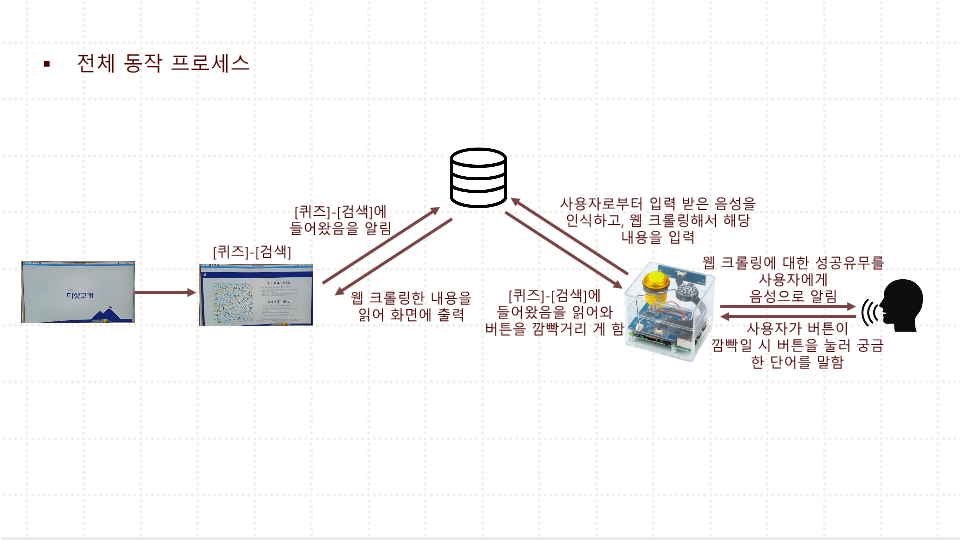 전체 동작 프로세스
[퀴즈]-[검색]에
들어왔음을 알림
[퀴즈]-[검색]
웹 크롤링한 내용을
읽어 화면에 출력
사용자로부터 입력 받은 음성을
인식하고, 웹 크롤링해서 해당
내용을 입력
[퀴즈]-[검색]에
들어왔음을 읽어와
버튼을 깜빡거리 게 함
웹 크롤링에 대한 성공유무를
사용자에게
음성으로 알림
사용자가 버튼이
깜빡일 시 버튼을 눌러 궁금
한 단어를 말함